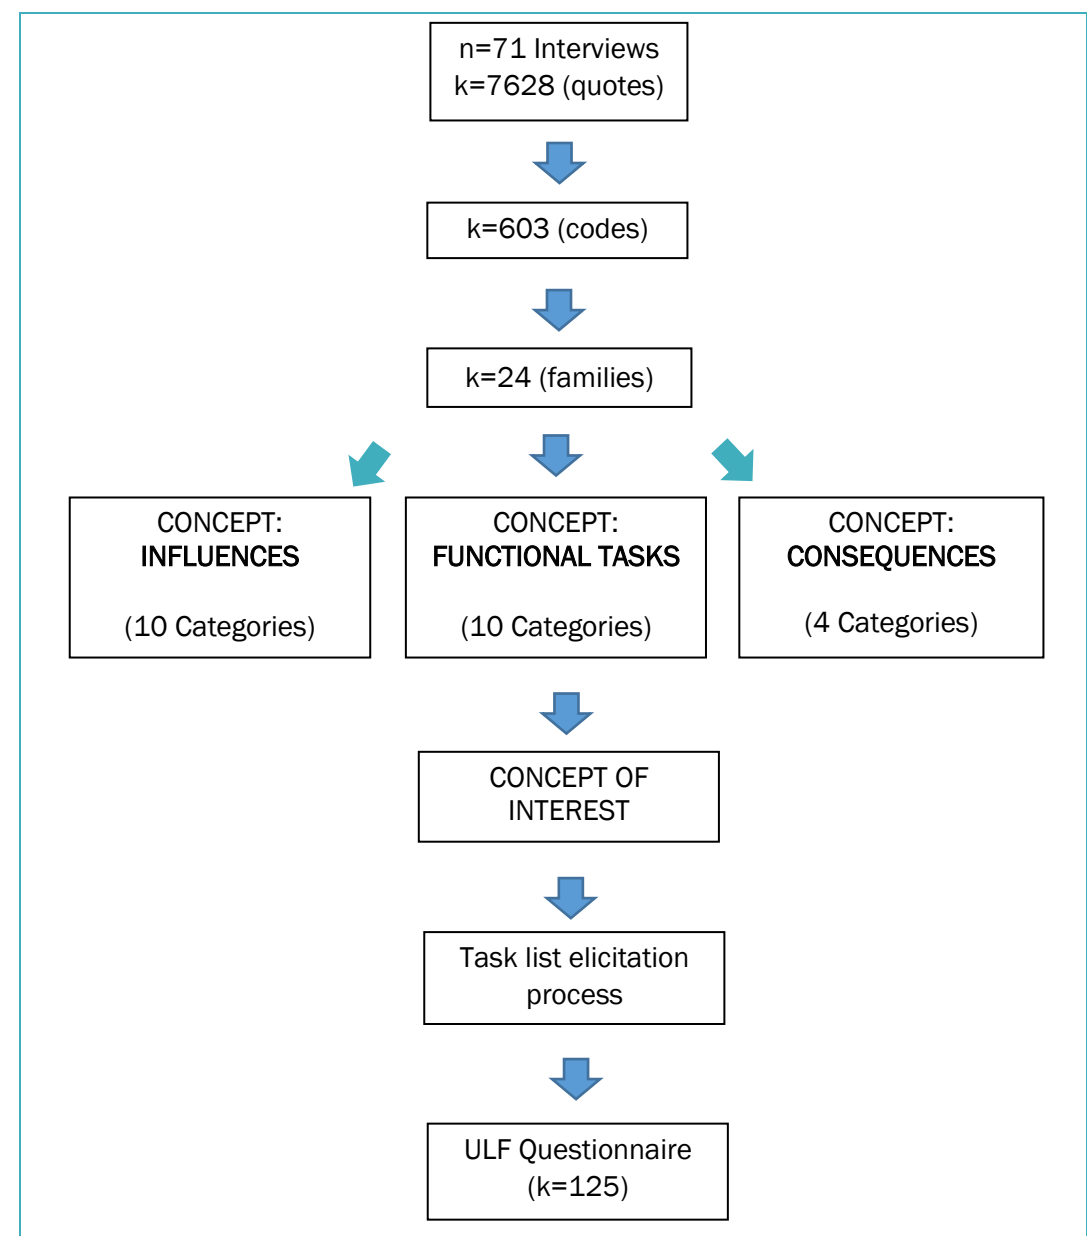 n=71 Interviews
k=7628 (quotes)
k=603 (codes)
k=24 (families)
CONCEPT:
INFLUENCES
(10 Categories)
CONCEPT:
FUNCTIONAL TASKS
(10 Categories)
CONCEPT:
CONSEQUENCES
(4 Categories)
CONCEPT OF
INTEREST
Task list elicitation
process
ULF Questionnaire
(k=125)